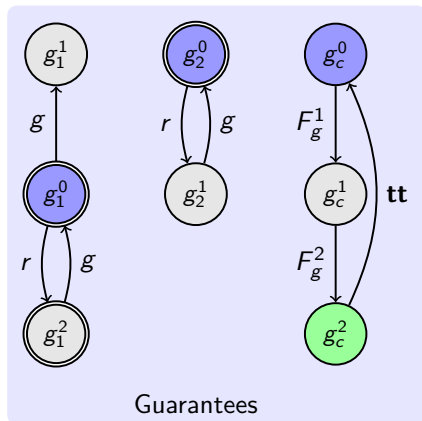 g_1^1 g_2^0 g_c^0
g r g F_g^1
g_1^0 g_2^1 g_c^1 tt
r g F_g^2
g_1^2 g_c^2
Guarantees